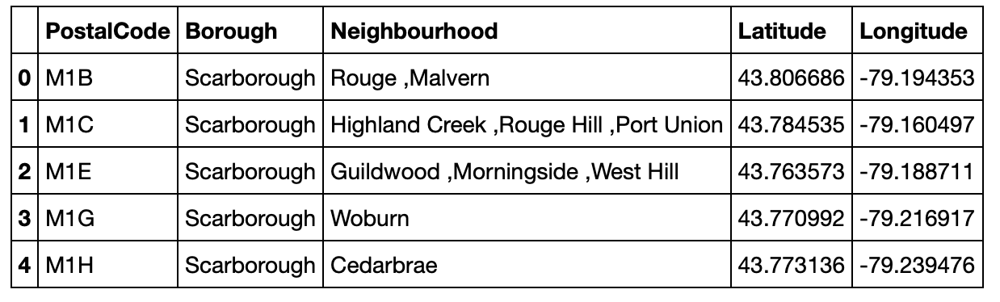 PostalCode Borough Neighbourhood Latitude Longitude
0 M1B Scarborough Rouge ,Malvern 43.806686 -79.194353
1 M1C Scarborough Highland Creek ,Rouge Hill ,Port Union 43.784535 -79.160497
2 M1E Scarborough Guildwood ,Morningside ,West Hill 43.763573 -79.188711
3 M1G Scarborough Woburn 43.770992 -79.216917
4 M1H Scarborough Cedarbrae 43.773136 -79.239476